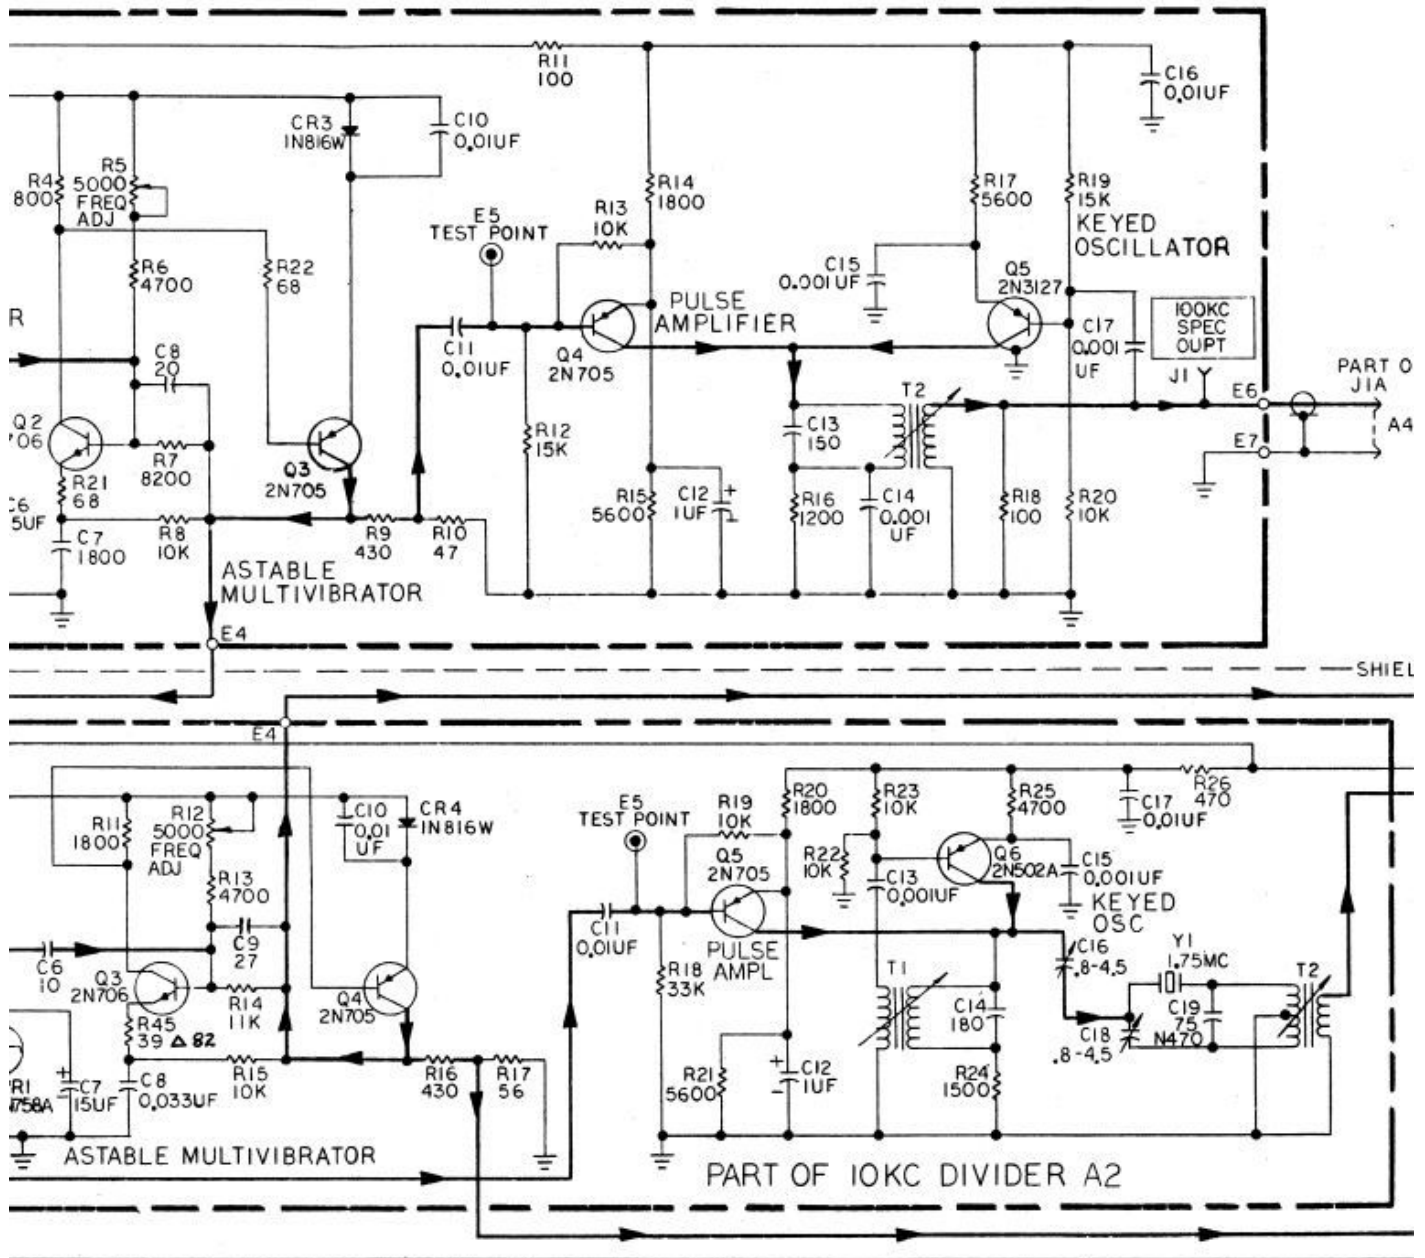 R11
100
C16
0.01UF
CR3
1N816W
C10
0.01UF
R4
800
R5
5000
FREQ
ADJ
R14
1800
R17
5600
R19
15K
KEYED
OSCILLATOR
E5
TEST POINT
R13
10K
R6
4700
R22
68
C15
0.001UF
Q5
2N3127
R
PULSE
AMPLIFIER
100KC
SPEC
OUPT
C8
20
C11
0.01UF
Q4
2N705
C17
0.001
UF
J1
PART O
J1A
T2
E6
A4
Q2
706
R12
15K
C13
150
E7
R7
8200
Q3
2N705
R21
68
C6
5UF
R15
5600
C12
1UF
+
R16
1200
C14
0.001
UF
R18
100
R20
10K
C7
1800
R8
10K
R9
430
R10
47
ASTABLE
MULTIVIBRATOR
E4
SHIEL
E4
R11
1800
R12
5000
FREQ
ADJ
C10
0.01
UF
CR4
1N816W
E5
TEST POINT
R19
10K
R20
1800
R23
10K
R25
4700
C17
0.01UF
R26
470
Q5
2N705
R22
10K
Q6
2N502A
C15
0.001UF
R13
4700
C13
0.001UF
KEYED
OSC
C9
27
C11
0.01UF
PULSE
AMPL
C16
.8-4.5
Y1
1.75MC
C6
10
Q3
2N706
R14
11K
Q4
2N705
R18
33K
T1
C14
180
T2
C19
75
N470
C18
.8-4.5
R45
39 Δ 82
R15
10K
R16
430
R17
56
R21
5600
C12
1UF
+
−
R24
1500
CR1
N758A
+
−
C7
15UF
C8
0.033UF
ASTABLE MULTIVIBRATOR
PART OF 10KC DIVIDER A2